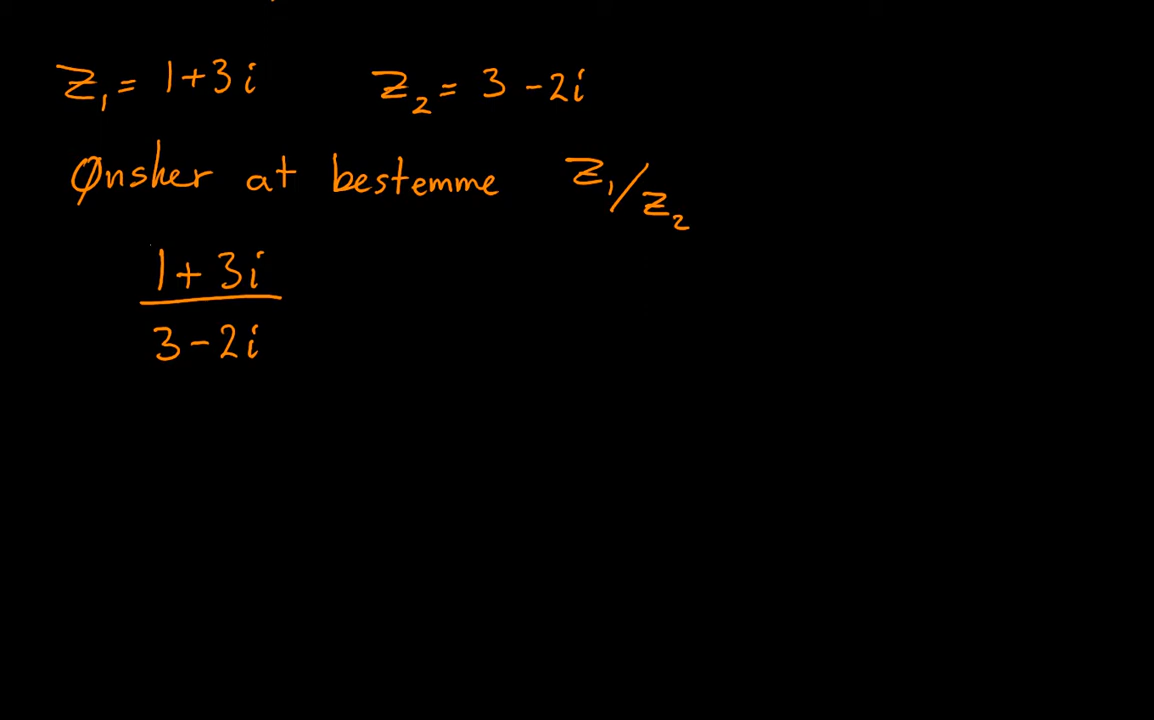 Z₁ = 1+3i Z₂ = 3 -2i
Ønsker at bestemme Z₁/Z₂
1+ 3i
3-2i